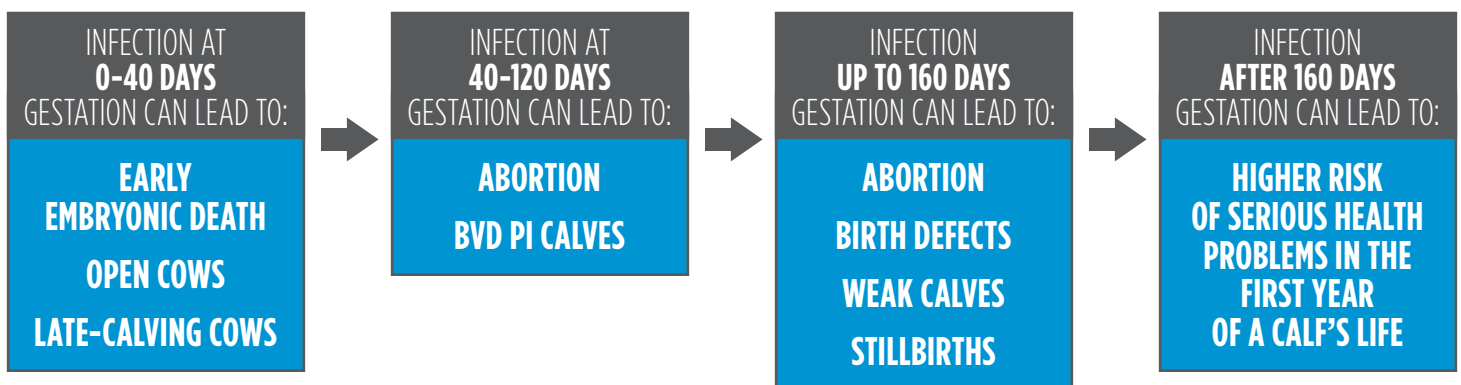 INFECTION AT
0-40 DAYS
GESTATION CAN LEAD TO:
EARLY
EMBRYONIC DEATH
OPEN COWS
LATE-CALVING COWS
INFECTION AT
40-120 DAYS
GESTATION CAN LEAD TO:
ABORTION
BVD PI CALVES
INFECTION
UP TO 160 DAYS
GESTATION CAN LEAD TO:
ABORTION
BIRTH DEFECTS
WEAK CALVES
STILLBIRTHS
INFECTION
AFTER 160 DAYS
GESTATION CAN LEAD TO:
HIGHER RISK
OF SERIOUS HEALTH
PROBLEMS IN THE
FIRST YEAR
OF A CALF'S LIFE